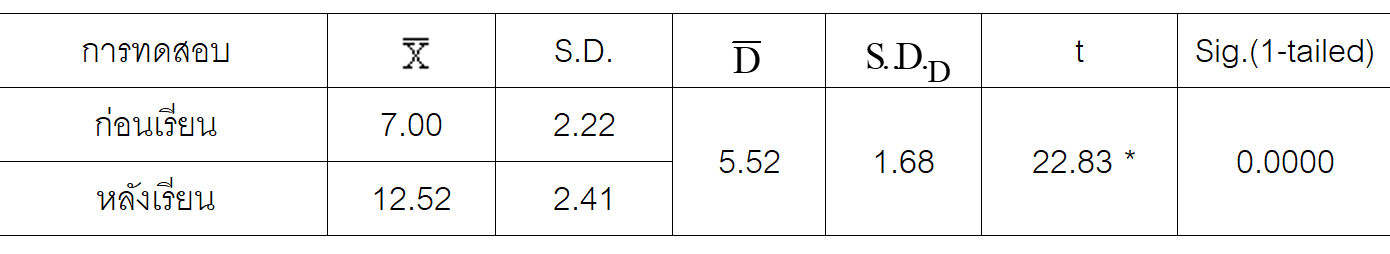 การทดสอบ X̅ S.D. D̅ S.D.D t Sig.(1-tailed)
ก่อนเรียน 7.00 2.22 5.52 1.68 22.83 * 0.0000
หลังเรียน 12.52 2.41